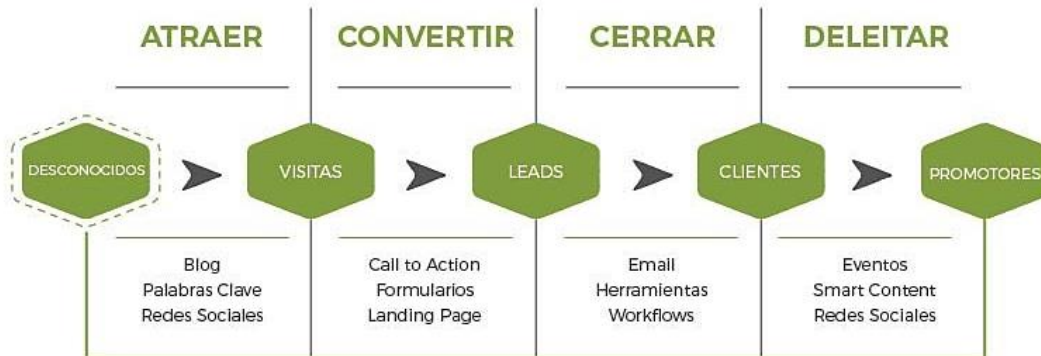 ATRAER
CONVERTIR
CERRAR
DELEITAR
DESCONOCIDOS
VISITAS
LEADS
CLIENTES
PROMOTORES
Blog
Palabras Clave
Redes Sociales
Call to Action
Formularios
Landing Page
Email
Herramientas
Workflows
Eventos
Smart Content
Redes Sociales